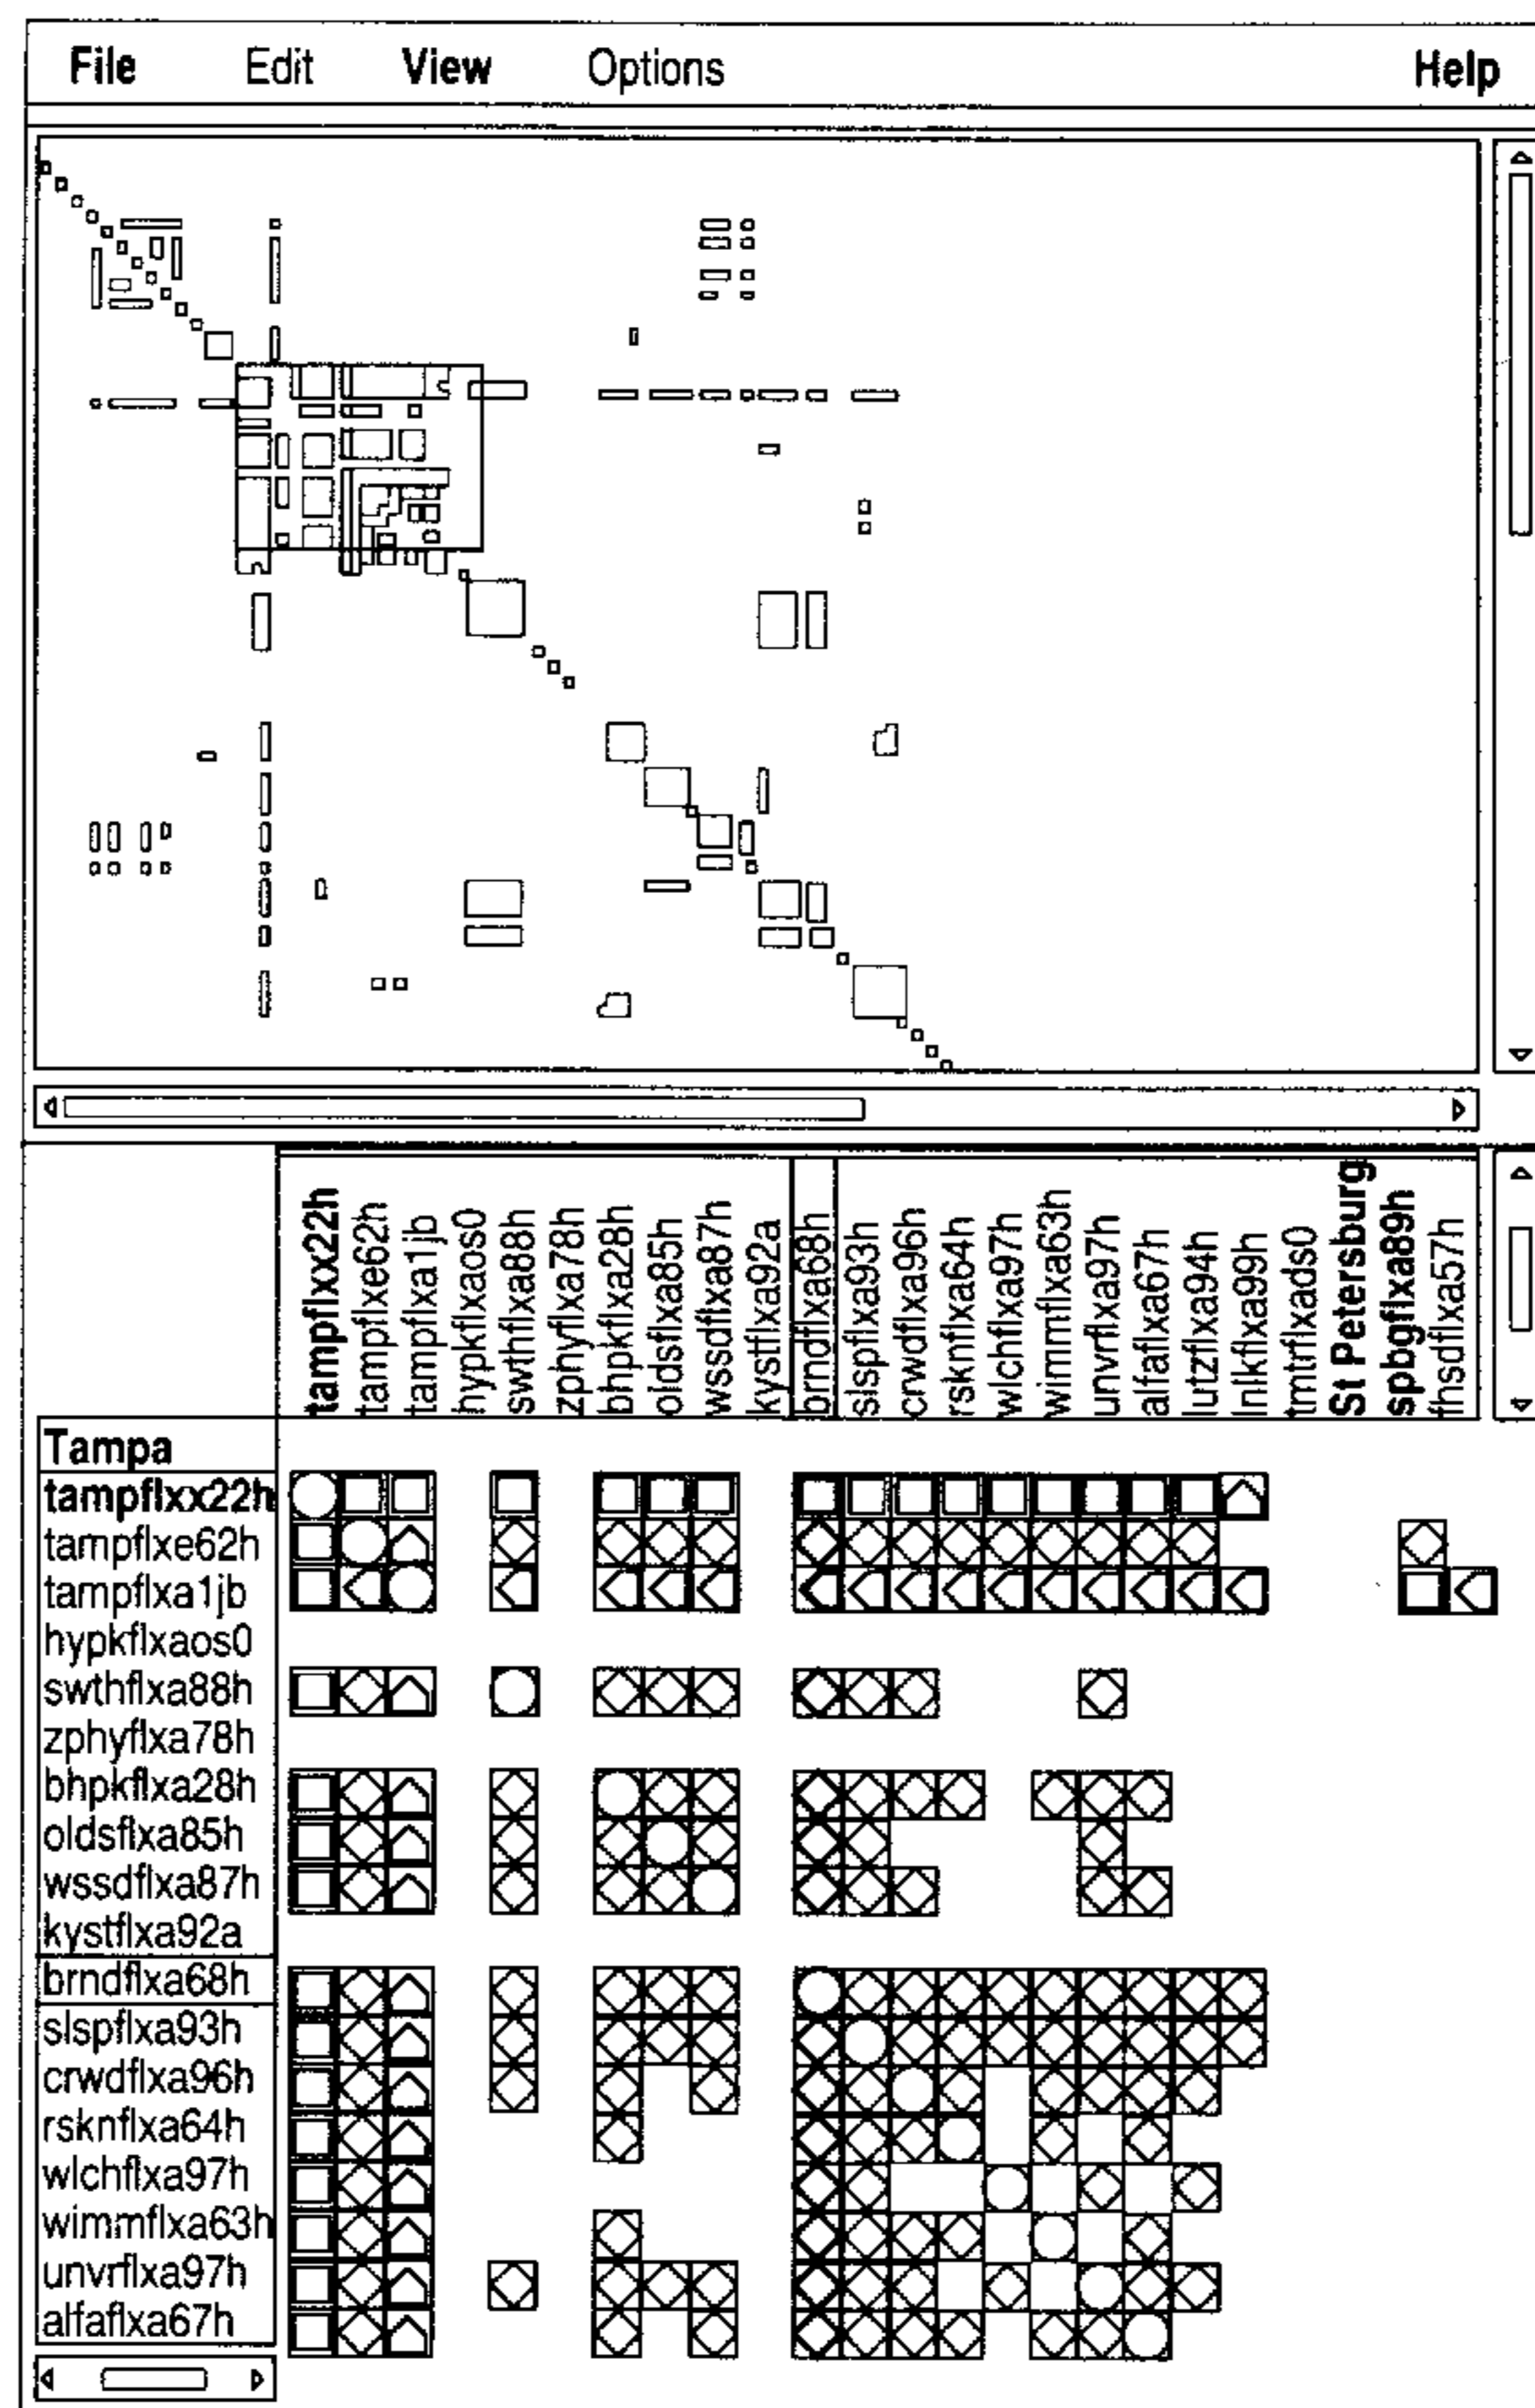 File Edit View Options Help
tampflxx22h
tampflxe62h
tampflxa1jb
hypkflxaos0
swthflxa88h
zphyflxa78h
bhpkflxa28h
oldsflxa85h
wssdflxa87h
kystflxa92a
brndflxa68h
slspflxa93h
crwdflxa96h
rsknflxa64h
wlchflxa97h
wimmflxa63h
unvrflxa97h
alfaflxa67h
lutzflxa94h
lnlkflxa99h
tmtrflxads0
St Petersburg
spbgflxa89h
fhsdflxa57h
Tampa
tampflxx22h
tampflxe62h
tampflxa1jb
hypkflxaos0
swthflxa88h
zphyflxa78h
bhpkflxa28h
oldsflxa85h
wssdflxa87h
kystflxa92a
brndflxa68h
slspflxa93h
crwdflxa96h
rsknflxa64h
wlchflxa97h
wimmflxa63h
unvrflxa97h
alfaflxa67h